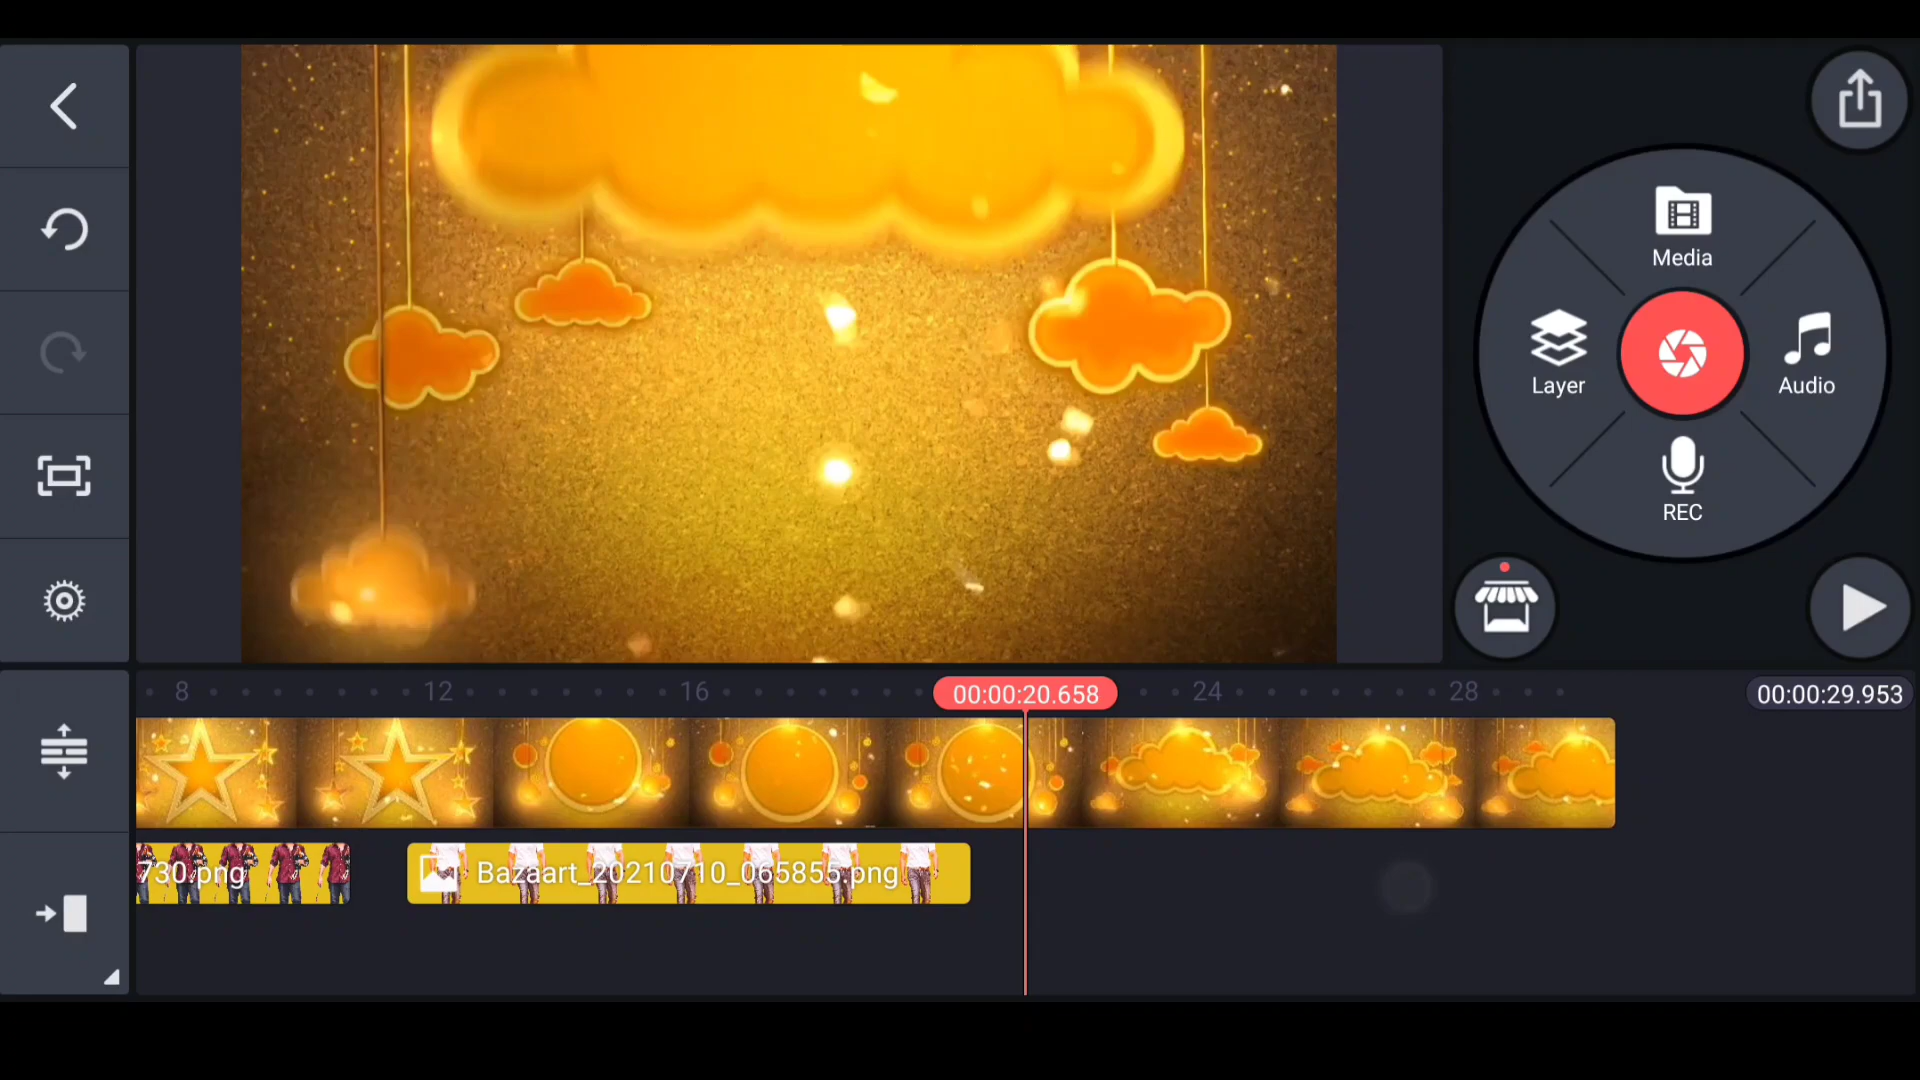 Media
Layer
Audio
REC
8 12 16 00:00:20.658 24 28 00:00:29.953
730.png
Bazaart_20210710_065855.png